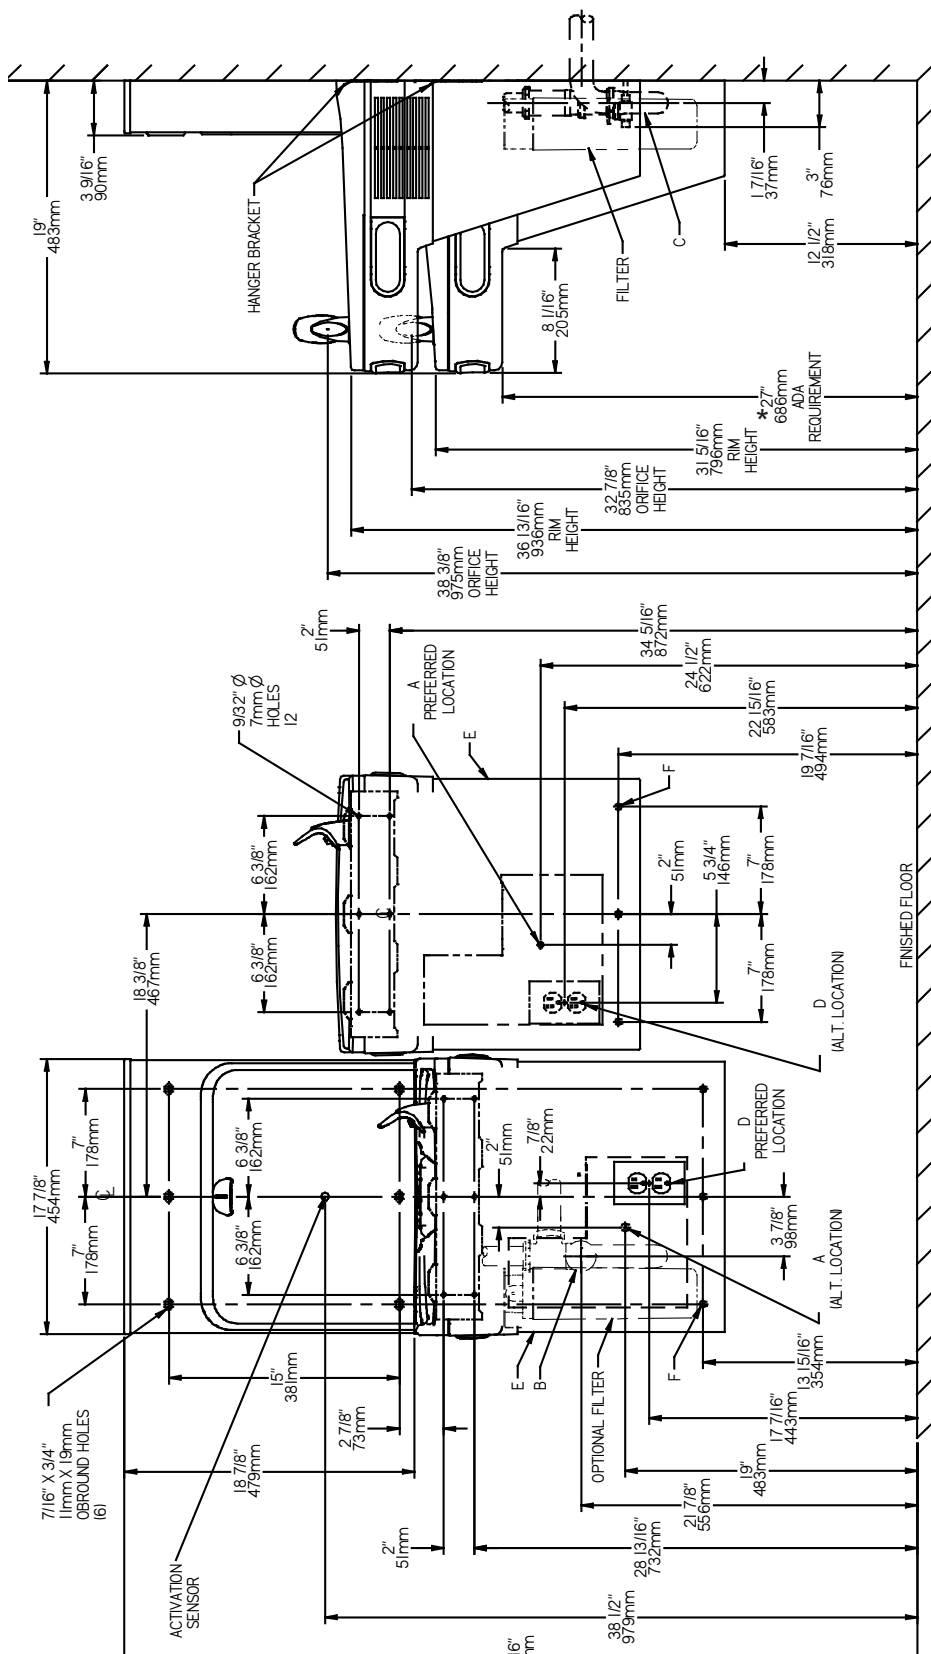 19"
483mm
3 9/16"
90mm
HANGER BRACKET
8 1/16"
205mm
FILTER
C
1 7/16"
37mm
3"
76mm
12 1/2"
318mm
*27"
686mm
ADA
REQUIREMENT
31 5/16"
796mm
RIM
HEIGHT
32 7/8"
835mm
ORIFICE
HEIGHT
36 13/16"
936mm
RIM
HEIGHT
38 3/8"
975mm
ORIFICE
HEIGHT
2"
51mm
9/32" Ø
7mm Ø
HOLES
12
A
PREFERRED
LOCATION
E
34 5/16"
872mm
24 1/2"
622mm
22 15/16"
583mm
19 7/16"
494mm
F
6 3/8"
162mm
6 3/8"
162mm
18 3/8"
467mm
2"
51mm
5 3/4"
146mm
7"
178mm
7"
178mm
FINISHED FLOOR
D
(ALT. LOCATION)
17 7/8"
454mm
7"
178mm
7"
178mm
6 3/8"
162mm
6 3/8"
162mm
2"
51mm
7/8"
22mm
D
PREFERRED
LOCATION
3 7/8"
98mm
A
(ALT. LOCATION)
7/16" X 3/4"
11mm X 19mm
OBROUND HOLES
(6)
15"
381mm
2 7/8"
73mm
18 7/8"
479mm
ACTIVATION
SENSOR
E
B
OPTIONAL FILTER
F
13 15/16"
354mm
17 7/16"
443mm
19"
483mm
21 7/8"
556mm
2"
51mm
28 13/16"
732mm
38 1/2"
979mm